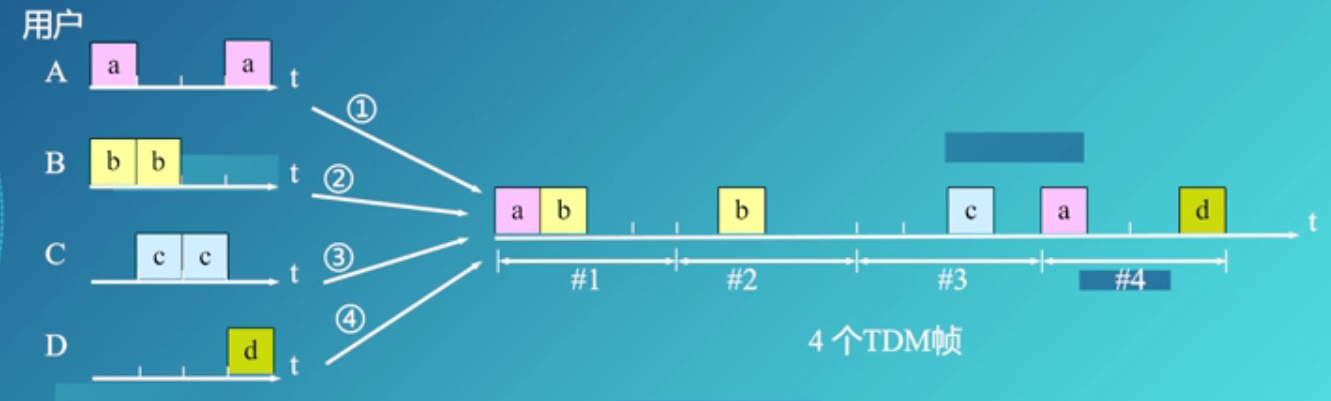 用户
A a a t
①
B b b t
②
a b b c a d t
C c c t
③
#1 #2 #3 #4
④
D d t
4个TDM帧